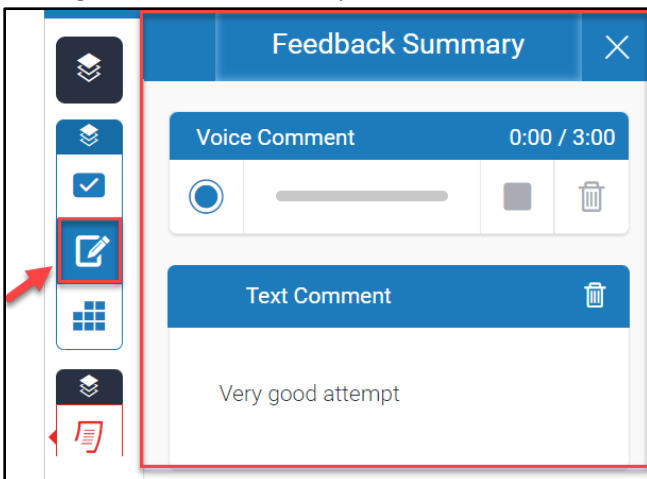 Feedback Summary
Voice Comment 0:00 / 3:00
Text Comment
Very good attempt